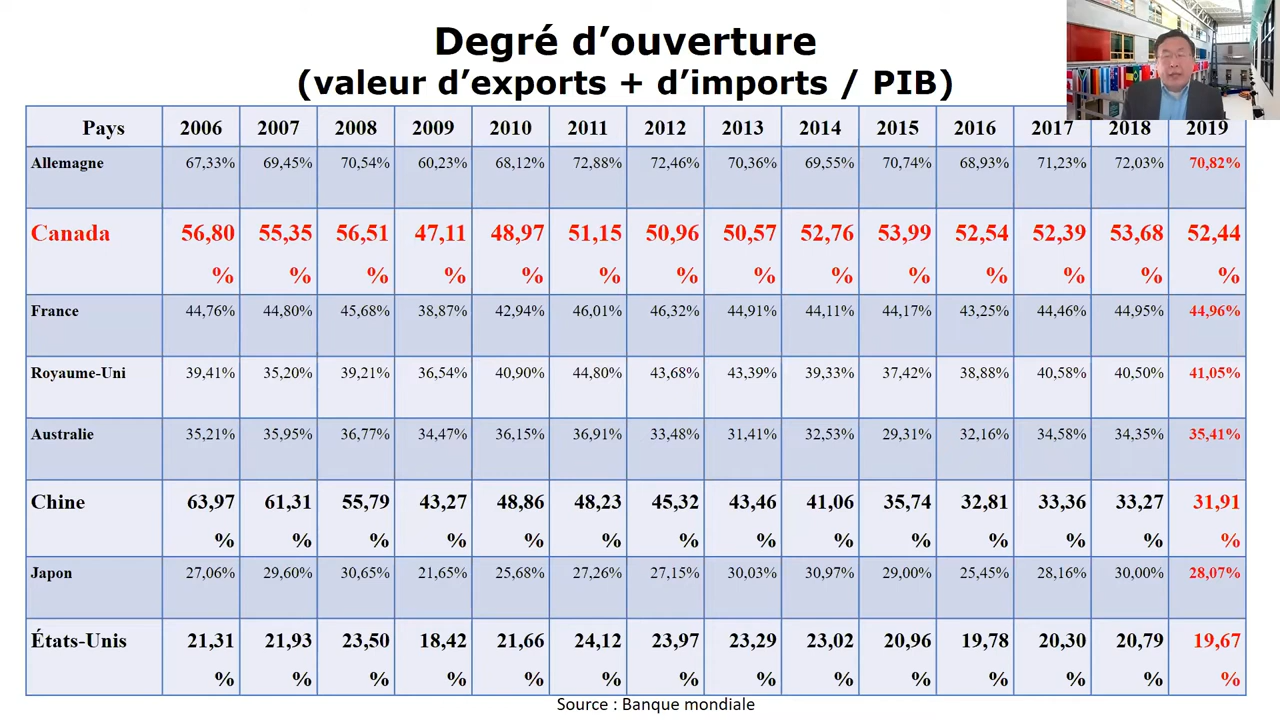 Degré d’ouverture
(valeur d’exports + d’imports / PIB)
Pays 2006 2007 2008 2009 2010 2011 2012 2013 2014 2015 2016 2017 2018 2019
Allemagne 67,33% 69,45% 70,54% 60,23% 68,12% 72,88% 72,46% 70,36% 69,55% 70,74% 68,93% 71,23% 72,03% 70,82%
Canada 56,80 55,35 56,51 47,11 48,97 51,15 50,96 50,57 52,76 53,99 52,54 52,39 53,68 52,44
% % % % % % % % % % % % % %
France 44,76% 44,80% 45,68% 38,87% 42,94% 46,01% 46,32% 44,91% 44,11% 44,17% 43,25% 44,46% 44,95% 44,96%
Royaume-Uni 39,41% 35,20% 39,21% 36,54% 40,90% 44,80% 43,68% 43,39% 39,33% 37,42% 38,88% 40,58% 40,50% 41,05%
Australie 35,21% 35,95% 36,77% 34,47% 36,15% 36,91% 33,48% 31,41% 32,53% 29,31% 32,16% 34,58% 34,35% 35,41%
Chine 63,97 61,31 55,79 43,27 48,86 48,23 45,32 43,46 41,06 35,74 32,81 33,36 33,27 31,91
% % % % % % % % % % % % % %
Japon 27,06% 29,60% 30,65% 21,65% 25,68% 27,26% 27,15% 30,03% 30,97% 29,00% 25,45% 28,16% 30,00% 28,07%
États-Unis 21,31 21,93 23,50 18,42 21,66 24,12 23,97 23,29 23,02 20,96 19,78 20,30 20,79 19,67
% % % % % % % % % % % % % %
Source : Banque mondiale